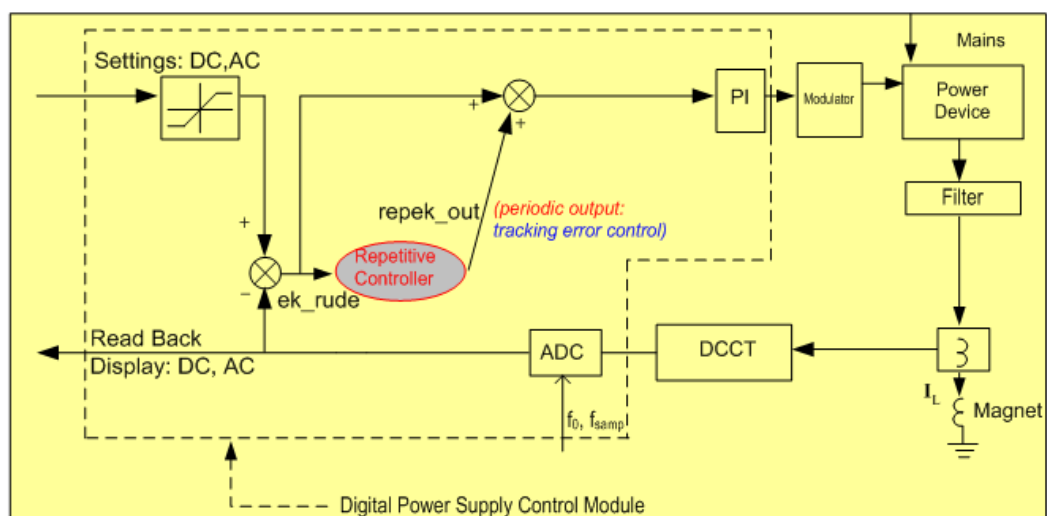 Settings: DC,AC
Mains
Power
Device
PI
Modulator
+
+
Filter
repek_out
(periodic output:
tracking error control)
+
Repetitive
Controller
−
ek_rude
Read Back
Display: DC, AC
ADC
DCCT
f0, fsamp
IL
Magnet
Digital Power Supply Control Module